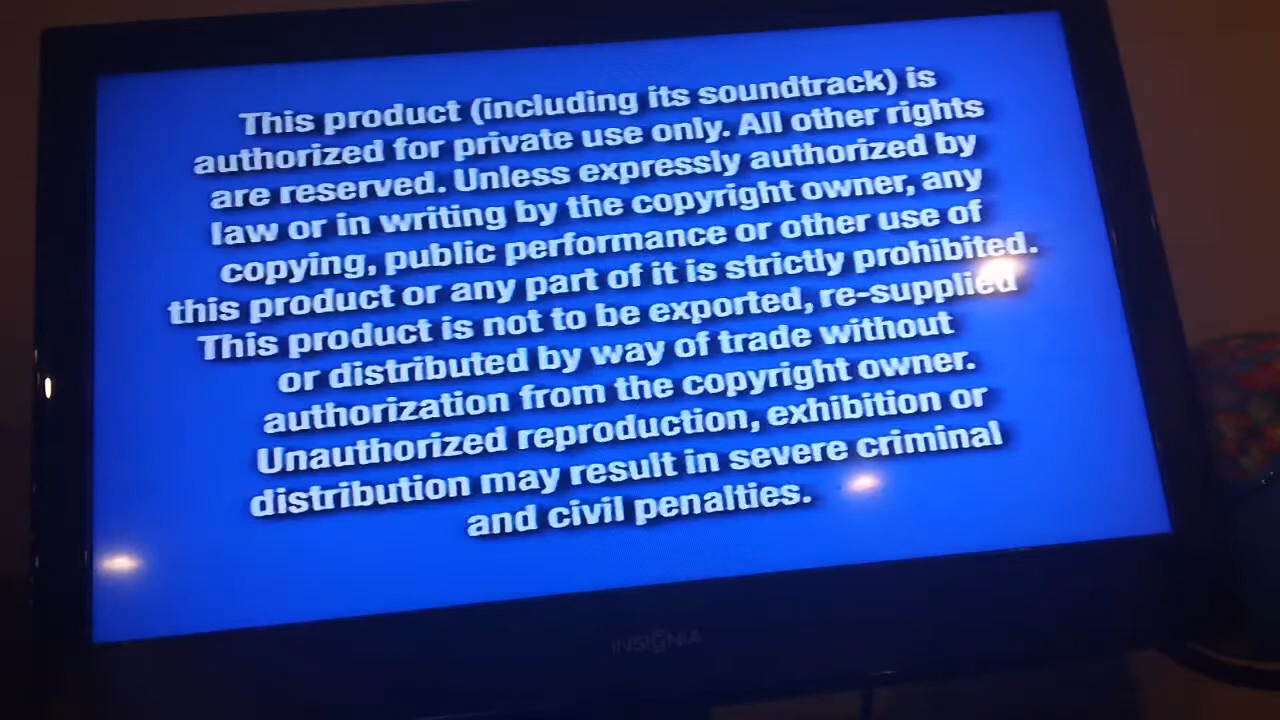 This product (including its soundtrack) is
authorized for private use only. All other rights
are reserved. Unless expressly authorized by
law or in writing by the copyright owner, any
copying, public performance or other use of
this product or any part of it is strictly prohibited.
This product is not to be exported, re-supplied
or distributed by way of trade without
authorization from the copyright owner.
Unauthorized reproduction, exhibition or
distribution may result in severe criminal
and civil penalties.
INSIGNIA